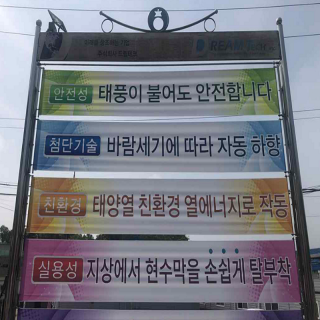 안전성 태풍이 불어도 안전합니다
첨단기술 바람세기에 따라 자동 하향
친환경 태양열 친환경 열에너지로 작동
실용성 지상에서 현수막을 손쉽게 탈부착